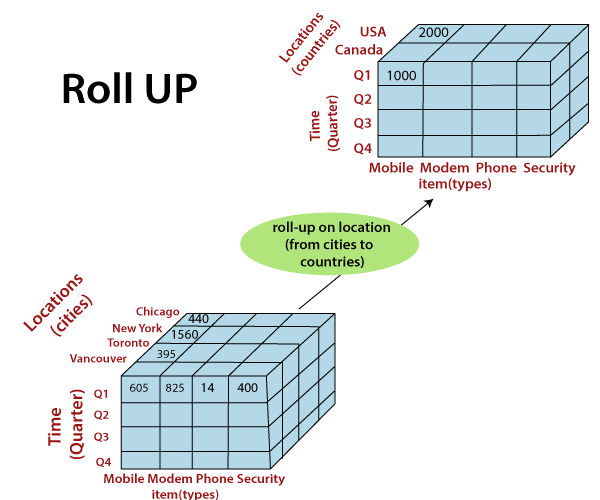 Roll UP
Locations
(countries)
USA
Canada
2000
Time
(Quarter)
Q1
1000
Q2
Q3
Q4
Mobile Modem Phone Security
item(types)
roll-up on location
(from cities to
countries)
Locations
(cities)
Chicago
440
New York
1560
Toronto
395
Vancouver
Time
(Quarter)
Q1
605 825 14 400
Q2
Q3
Q4
Mobile Modem Phone Security
item(types)